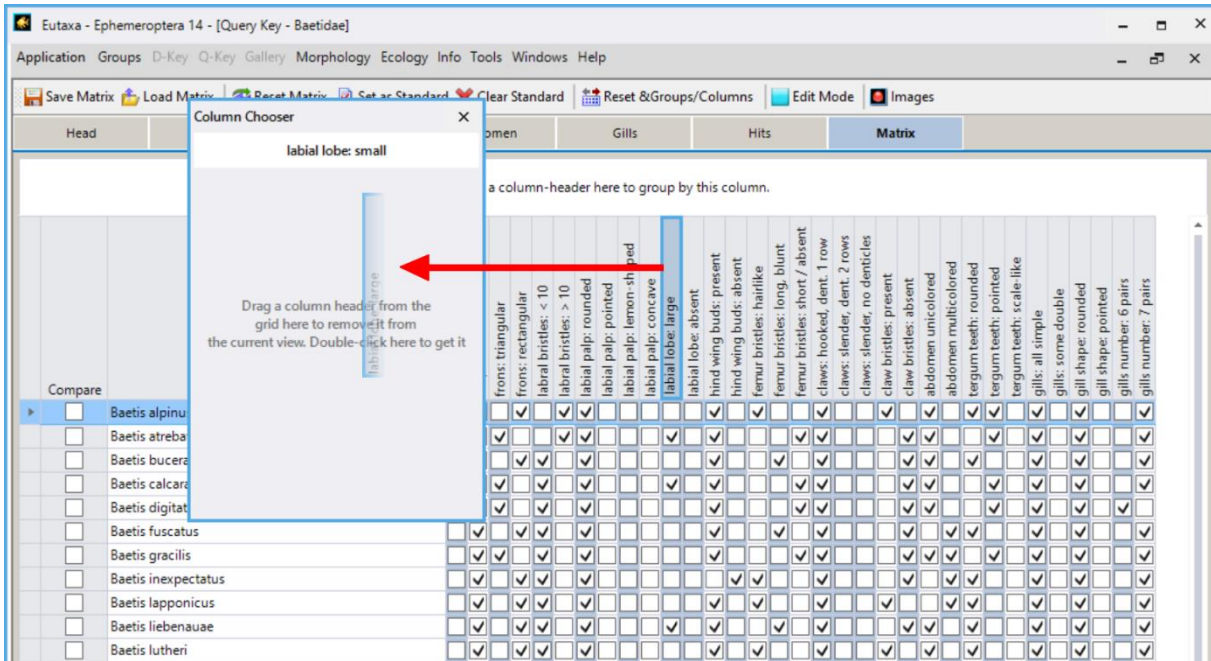 Eutaxa - Ephemeroptera 14 - [Query Key - Baetidae]
Application Groups D-Key Q-Key Gallery Morphology Ecology Info Tools Windows Help
Save Matrix Load Matrix Reset Matrix Set as Standard Clear Standard Reset &Groups/Columns Edit Mode Images
Head omen Gills Hits Matrix
Column Chooser
labial lobe: small
Drag a column header from the
grid here to remove it from
the current view. Double-click here to get it
labial lobe: large
a column-header here to group by this column.
Compare
frons: triangular
frons: rectangular
labral bristles: < 10
labral bristles: > 10
labial palp: rounded
labial palp: pointed
labial palp: lemon-shaped
labial palp: concave
labial lobe: large
labial lobe: absent
hind wing buds: present
hind wing buds: absent
femur bristles: hairlike
femur bristles: long, blunt
femur bristles: short / absent
claws: hooked, dent. 1 row
claws: slender, dent. 2 rows
claws: slender, no denticles
claw bristles: present
claw bristles: absent
abdomen unicolored
abdomen multicolored
tergum teeth: rounded
tergum teeth: pointed
tergum teeth: scale-like
gills: all simple
gills: some double
gill shape: rounded
gill shape: pointed
gills number: 6 pairs
gills number: 7 pairs
Baetis alpinu
Baetis atreba
Baetis bucera
Baetis calcara
Baetis digitat
Baetis fuscatus
Baetis gracilis
Baetis inexpectatus
Baetis lapponicus
Baetis liebenauae
Baetis lutheri